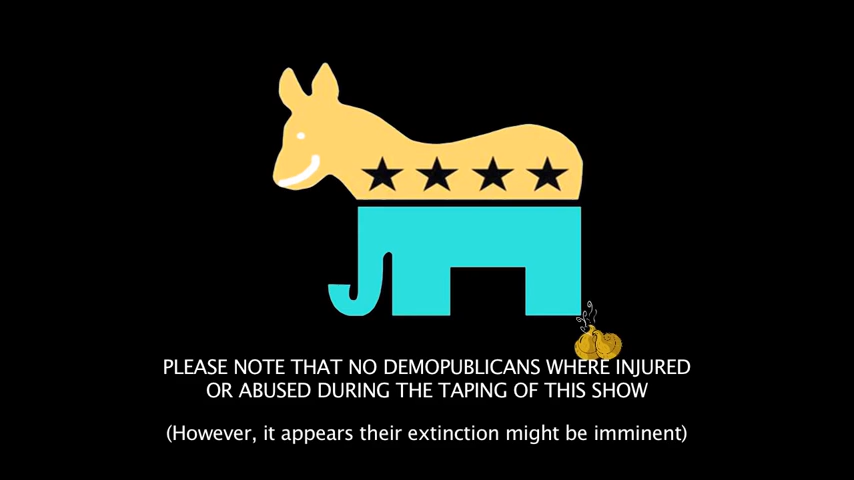 PLEASE NOTE THAT NO DEMOPUBLICANS WHERE INJURED
OR ABUSED DURING THE TAPING OF THIS SHOW
(However, it appears their extinction might be imminent)